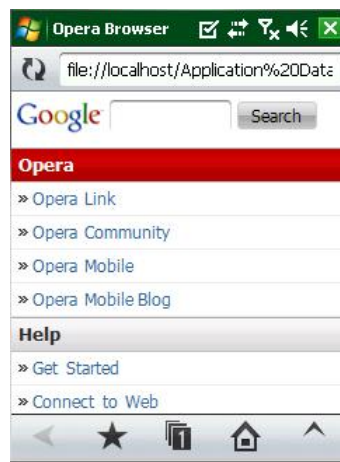 Opera Browser
file://localhost/Application%20Data
Google Search
Opera
» Opera Link
» Opera Community
» Opera Mobile
» Opera Mobile Blog
Help
» Get Started
» Connect to Web
1